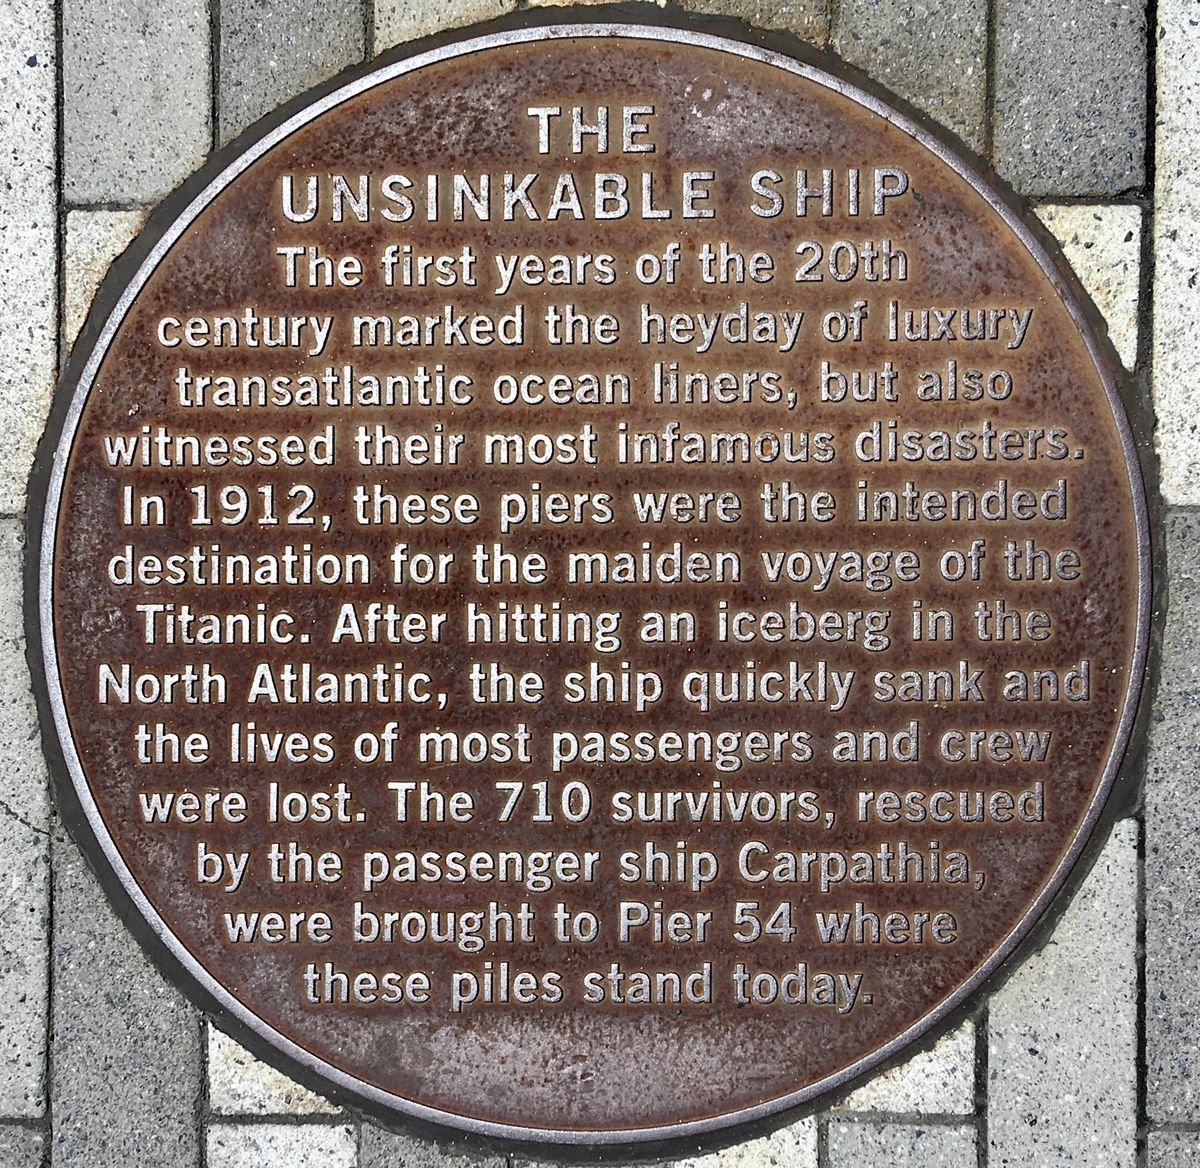 THE
UNSINKABLE SHIP
The first years of the 20th
century marked the heyday of luxury
transatlantic ocean liners, but also
witnessed their most infamous disasters.
In 1912, these piers were the intended
destination for the maiden voyage of the
Titanic. After hitting an iceberg in the
North Atlantic, the ship quickly sank and
the lives of most passengers and crew
were lost. The 710 survivors, rescued
by the passenger ship Carpathia,
were brought to Pier 54 where
these piles stand today.